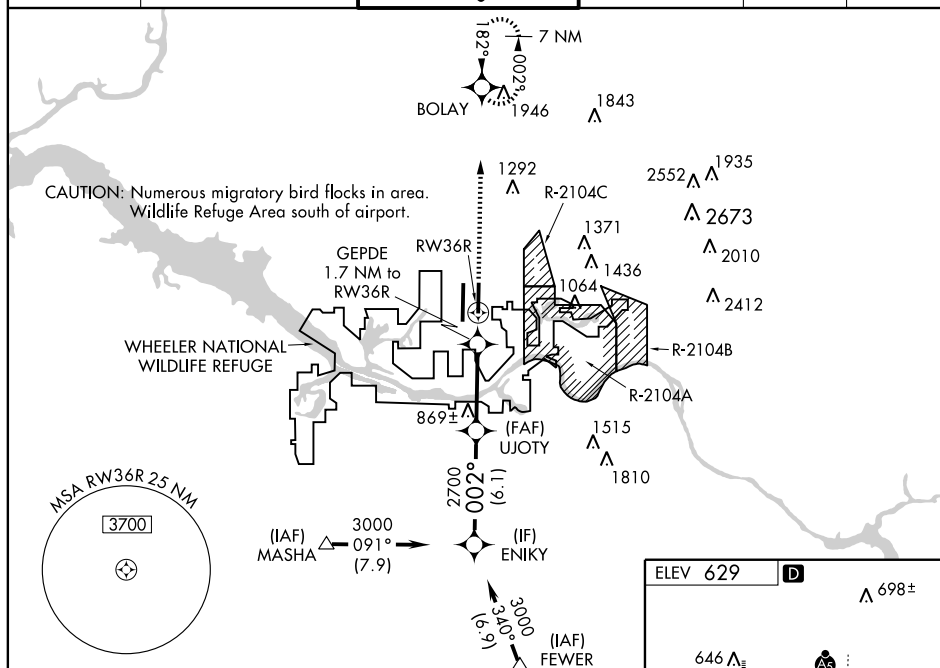 7 NM
182°
002°
BOLAY
1946
1843
1292
2552
1935
CAUTION: Numerous migratory bird flocks in area.
Wildlife Refuge Area south of airport.
R-2104C
2673
GEPDE
1.7 NM to
RW36R
RW36R
1371
2010
1436
1064
2412
WHEELER NATIONAL
WILDLIFE REFUGE
R-2104B
R-2104A
869±
(FAF)
UJOTY
1515
1810
2700
002°
(6.1)
MSA RW36R 25 NM
3700
(IAF)
MASHA
3000
091°
(7.9)
(IF)
ENIKY
3000
340°
(6.9)
(IAF)
FEWER
ELEV 629
D
698±
646
A5